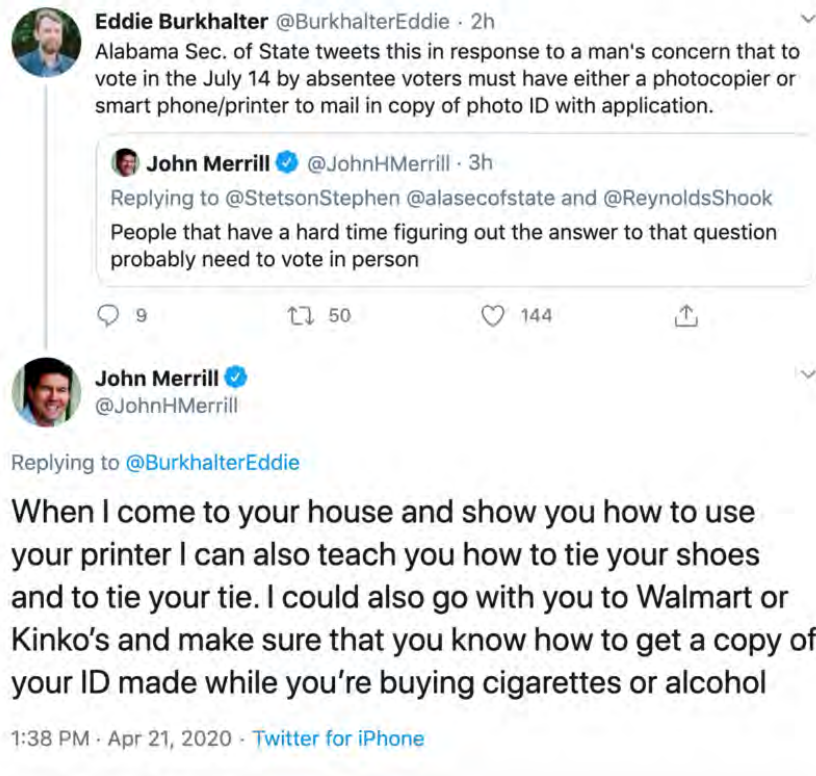 Eddie Burkhalter @BurkhalterEddie · 2h
Alabama Sec. of State tweets this in response to a man's concern that to
vote in the July 14 by absentee voters must have either a photocopier or
smart phone/printer to mail in copy of photo ID with application.
John Merrill @JohnHMerrill · 3h
Replying to @StetsonStephen @alasecofstate and @ReynoldsShook
People that have a hard time figuring out the answer to that question
probably need to vote in person
9 50 144
John Merrill
@JohnHMerrill
Replying to @BurkhalterEddie
When I come to your house and show you how to use
your printer I can also teach you how to tie your shoes
and to tie your tie. I could also go with you to Walmart or
Kinko's and make sure that you know how to get a copy of
your ID made while you're buying cigarettes or alcohol
1:38 PM · Apr 21, 2020 · Twitter for iPhone